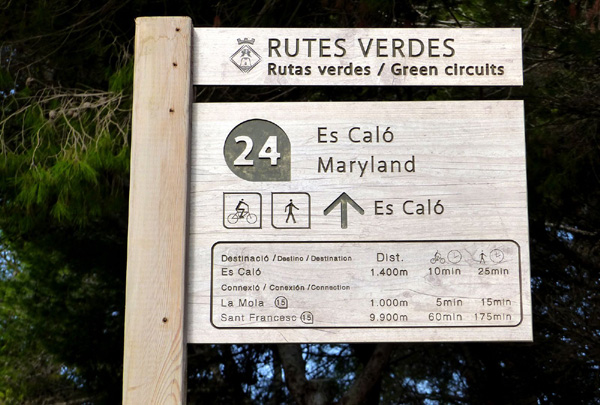 RUTES VERDES
Rutas verdes / Green circuits
24
Es Caló
Maryland
Es Caló
Destinació / Destino / Destination Dist.
Es Caló 1.400m 10min 25min
Connexió / Conexión / Connection
La Mola 15 1.000m 5min 15min
Sant Francesc 15 9.900m 60min 175min